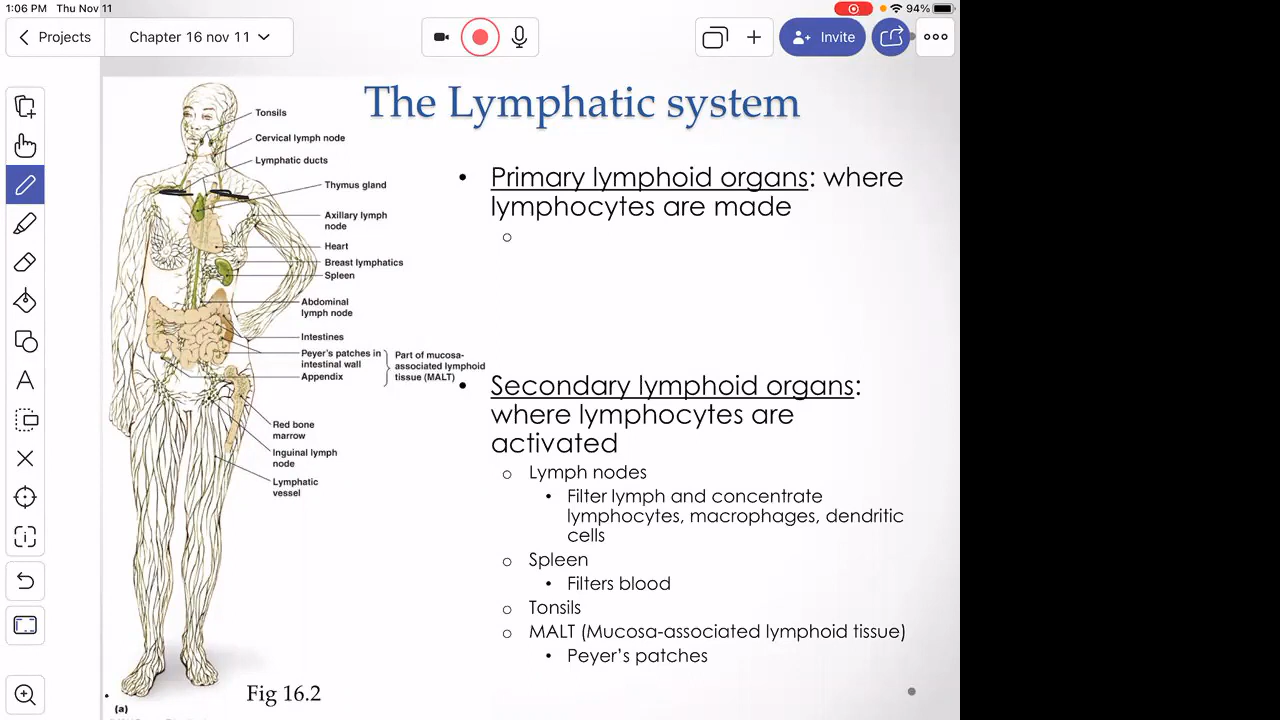 1:06 PM Thu Nov 11
94%
Projects
Chapter 16 nov 11
Invite
The Lymphatic system
Tonsils
Cervical lymph node
Lymphatic ducts
Thymus gland
Axillary lymph
node
Heart
Breast lymphatics
Spleen
Abdominal
lymph node
Intestines
Peyer's patches in
intestinal wall
Appendix
Part of mucosa-
associated lymphoid
tissue (MALT)
Red bone
marrow
Inguinal lymph
node
Lymphatic
vessel
(a)
Fig 16.2
• Primary lymphoid organs: where
lymphocytes are made
• Secondary lymphoid organs:
where lymphocytes are
activated
o Lymph nodes
• Filter lymph and concentrate
lymphocytes, macrophages, dendritic
cells
o Spleen
• Filters blood
o Tonsils
o MALT (Mucosa-associated lymphoid tissue)
• Peyer's patches